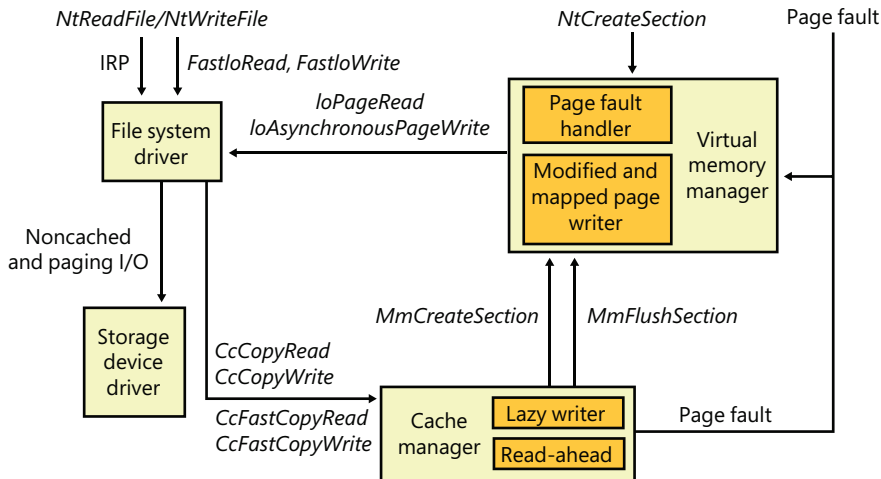 NtReadFile/NtWriteFile
NtCreateSection
Page fault
IRP
FastIoRead, FastIoWrite
IoPageRead
IoAsynchronousPageWrite
File system
driver
Page fault
handler
Modified and
mapped page
writer
Virtual
memory
manager
Noncached
and paging I/O
MmCreateSection
MmFlushSection
Storage
device
driver
CcCopyRead
CcCopyWrite
CcFastCopyRead
CcFastCopyWrite
Cache
manager
Lazy writer
Read-ahead
Page fault